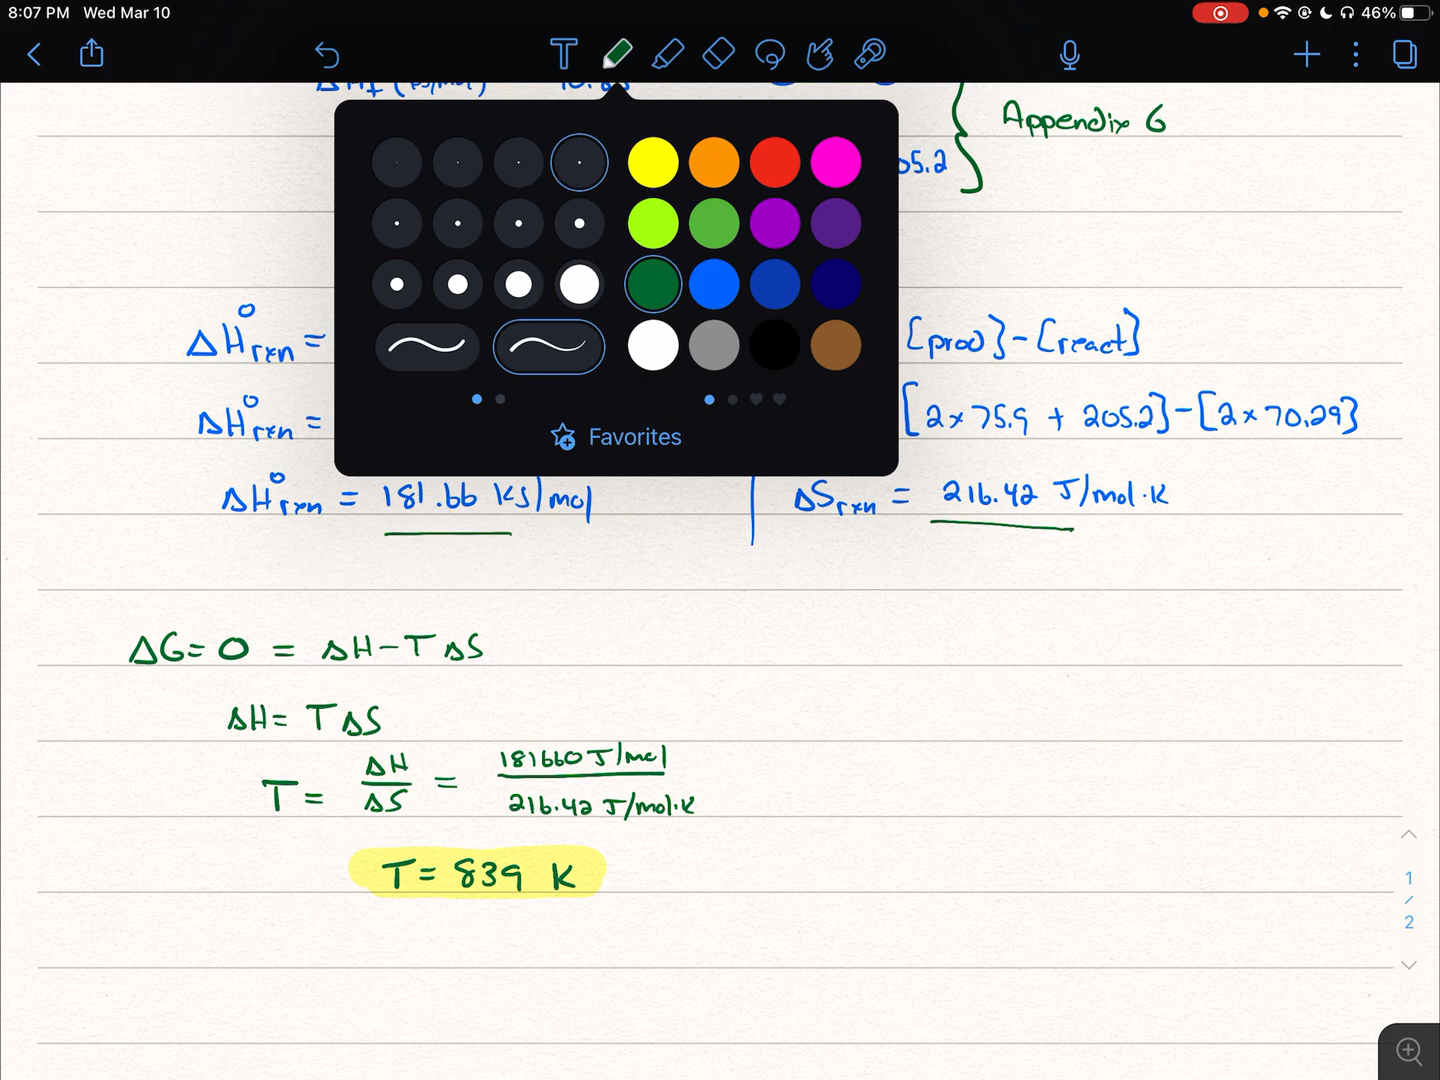 8:07 PM Wed Mar 10
46%
Appendix G
05.2
ΔH°rxn =
[prod]-[react]
ΔH°rxn =
[2×75.9 + 205.2]-[2×70.29]
ΔH°rxn = 181.66 kJ/mol
ΔSrxn = 216.42 J/mol·K
Favorites
ΔG= 0 = ΔH-TΔS
ΔH= TΔS
T = ΔH/ΔS = 181660 J/mol / 216.42 J/mol·K
T= 839 K
1
/
2